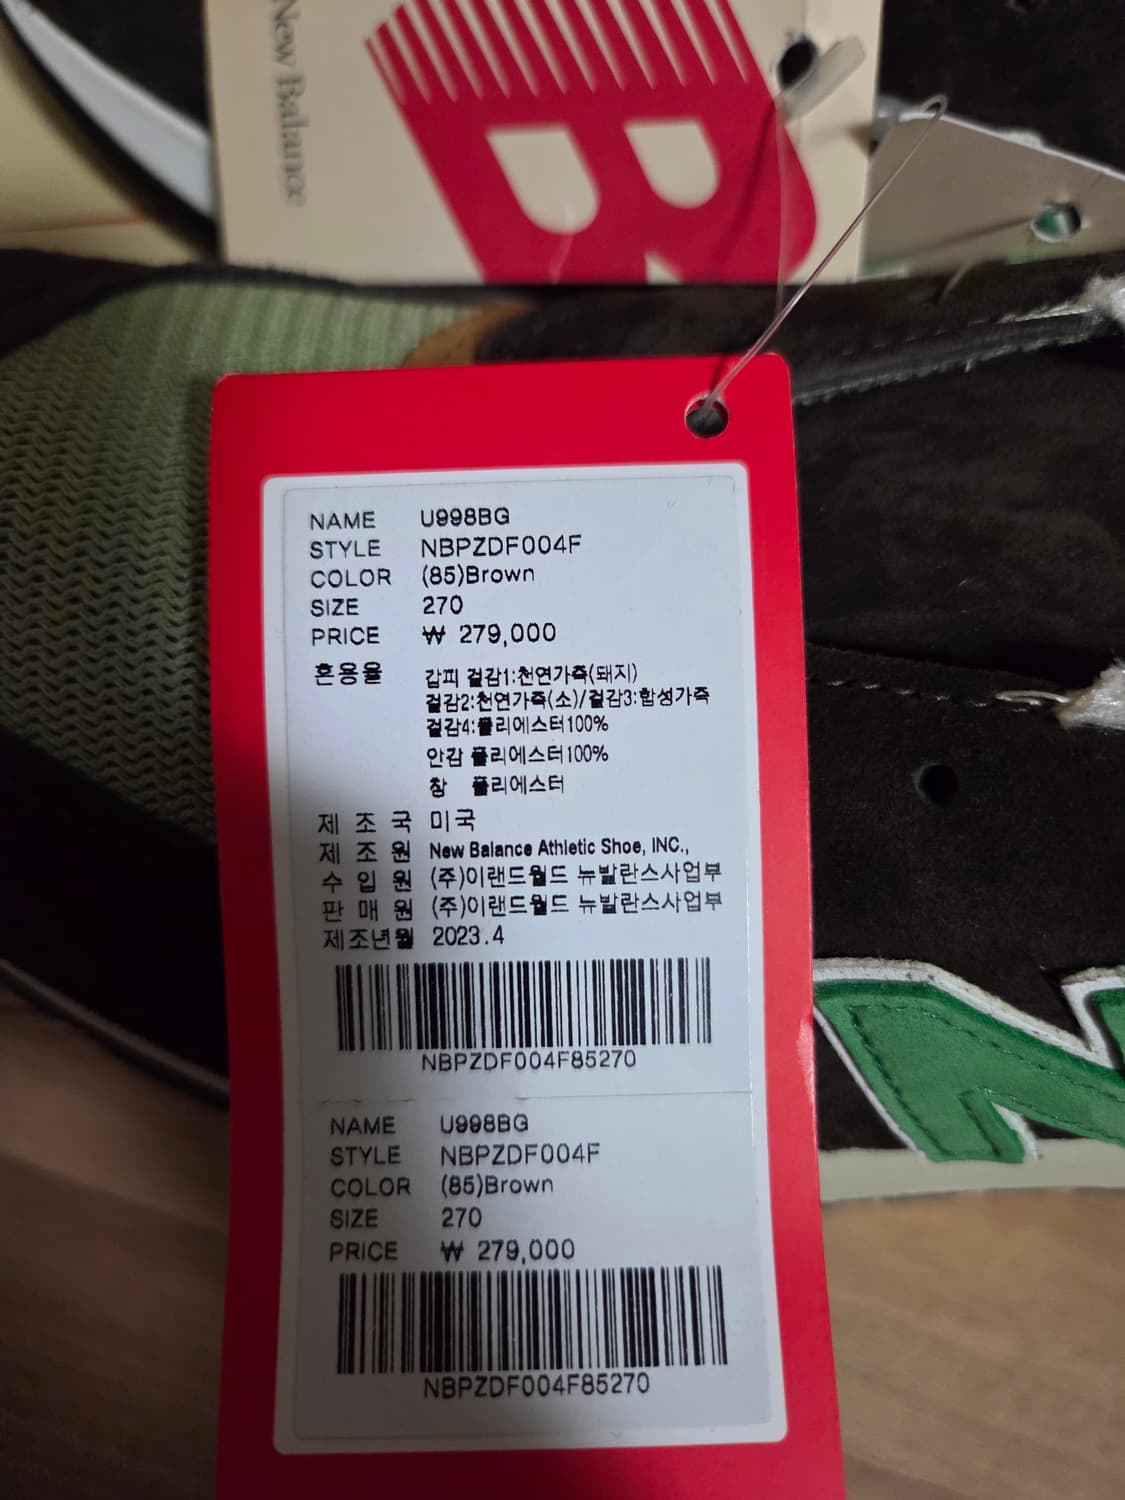 New Balance
NAME U998BG
STYLE NBPZDF004F
COLOR (85)Brown
SIZE 270
PRICE ₩ 279,000
혼용율 갑피 겉감1:천연가죽(돼지)
겉감2:천연가죽(소)/겉감3:합성가죽
겉감4:폴리에스터100%
안감 폴리에스터100%
창 폴리에스터
제 조 국 미국
제 조 원 New Balance Athletic Shoe, INC.,
수 입 원 (주)이랜드월드 뉴발란스사업부
판 매 원 (주)이랜드월드 뉴발란스사업부
제조년월 2023.4
NBPZDF004F85270
NAME U998BG
STYLE NBPZDF004F
COLOR (85)Brown
SIZE 270
PRICE ₩ 279,000
NBPZDF004F85270